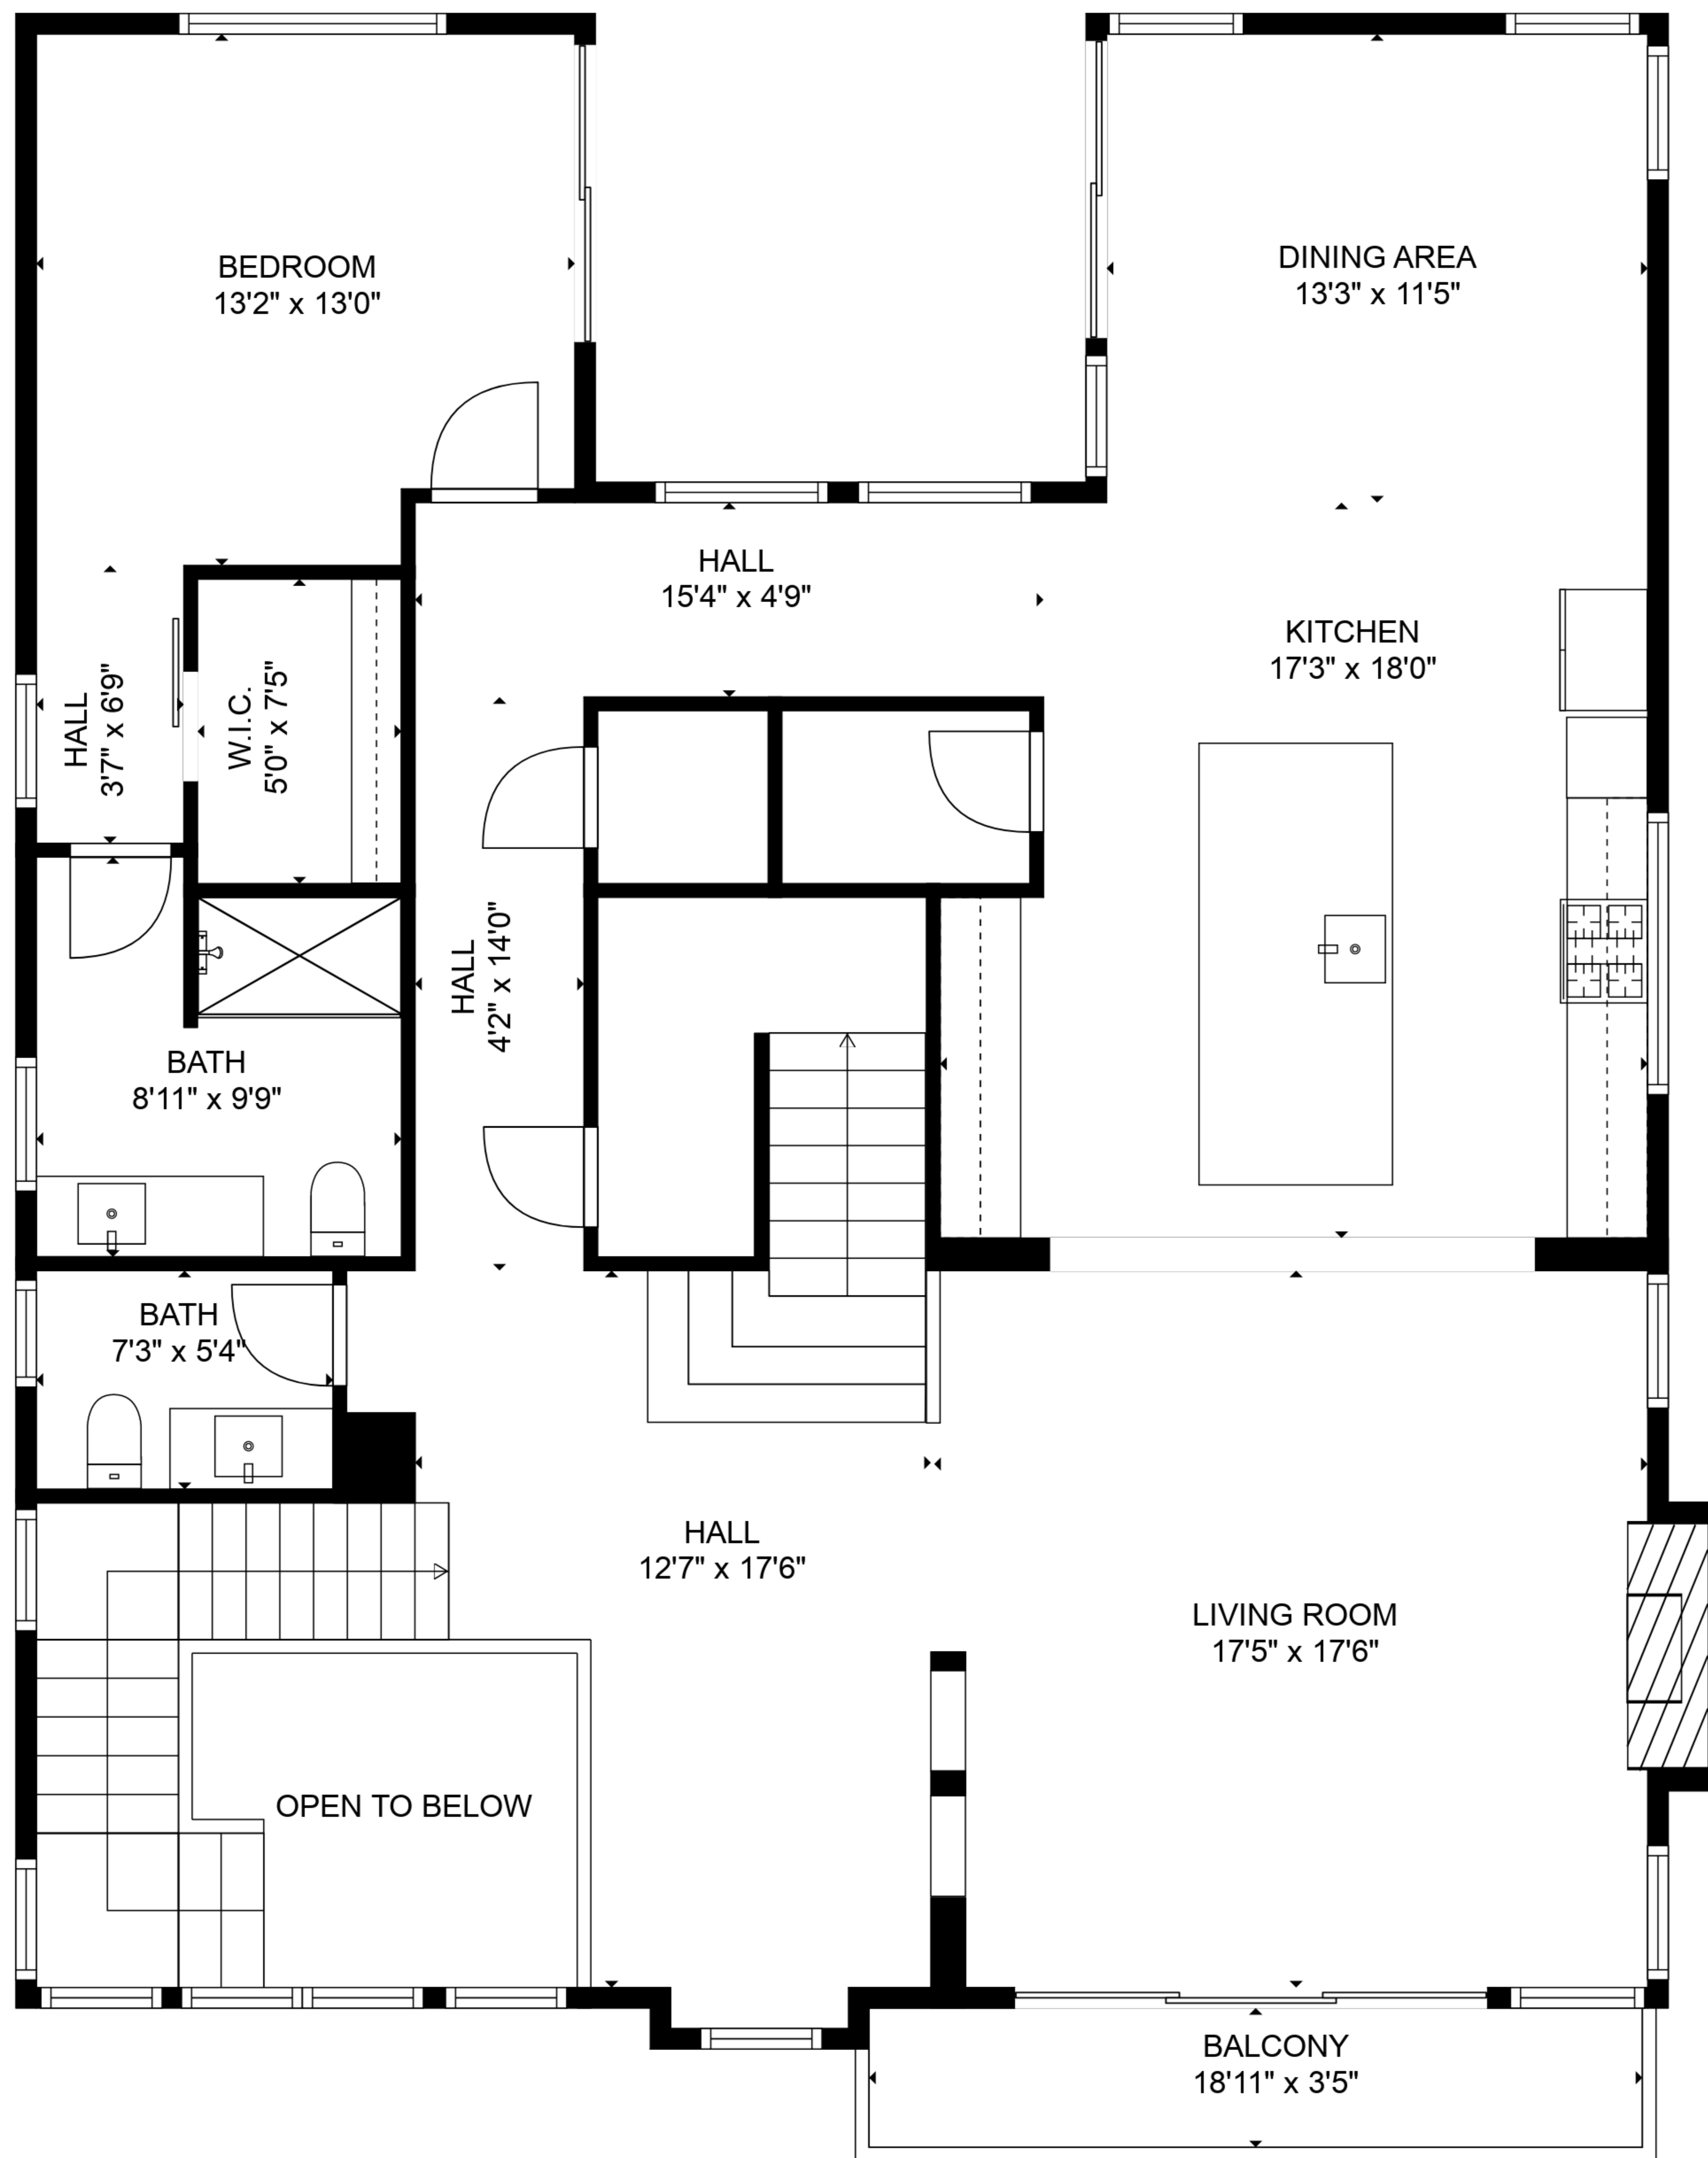 BEDROOM
13'2" x 13'0"
DINING AREA
13'3" x 11'5"
HALL
15'4" x 4'9"
KITCHEN
17'3" x 18'0"
HALL
3'7" x 6'9"
W.I.C.
5'0" x 7'5"
HALL
4'2" x 14'0"
BATH
8'11" x 9'9"
BATH
7'3" x 5'4"
HALL
12'7" x 17'6"
LIVING ROOM
17'5" x 17'6"
OPEN TO BELOW
BALCONY
18'11" x 3'5"